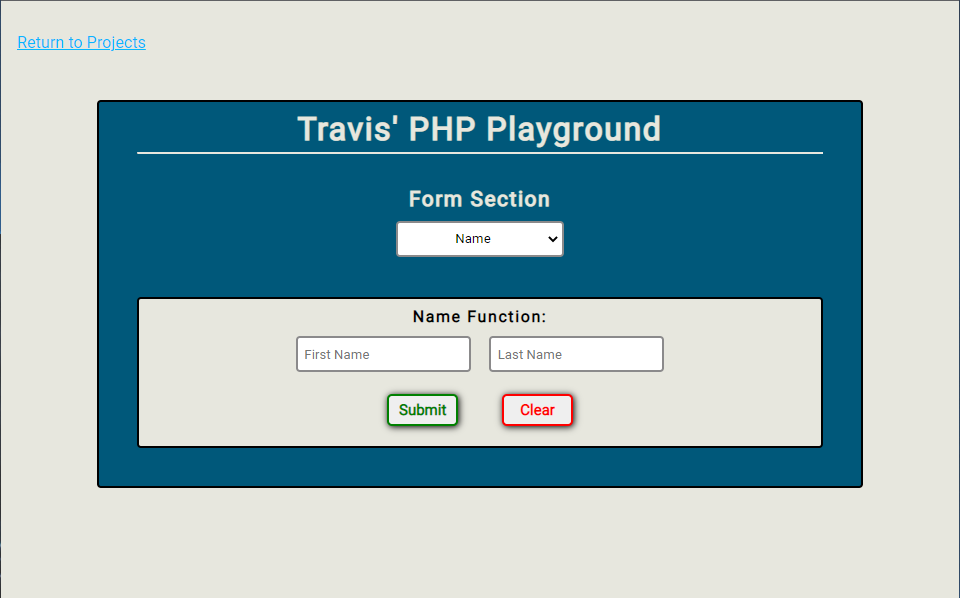 Return to Projects
Travis' PHP Playground
Form Section
Name
Name Function:
First Name Last Name
Submit Clear